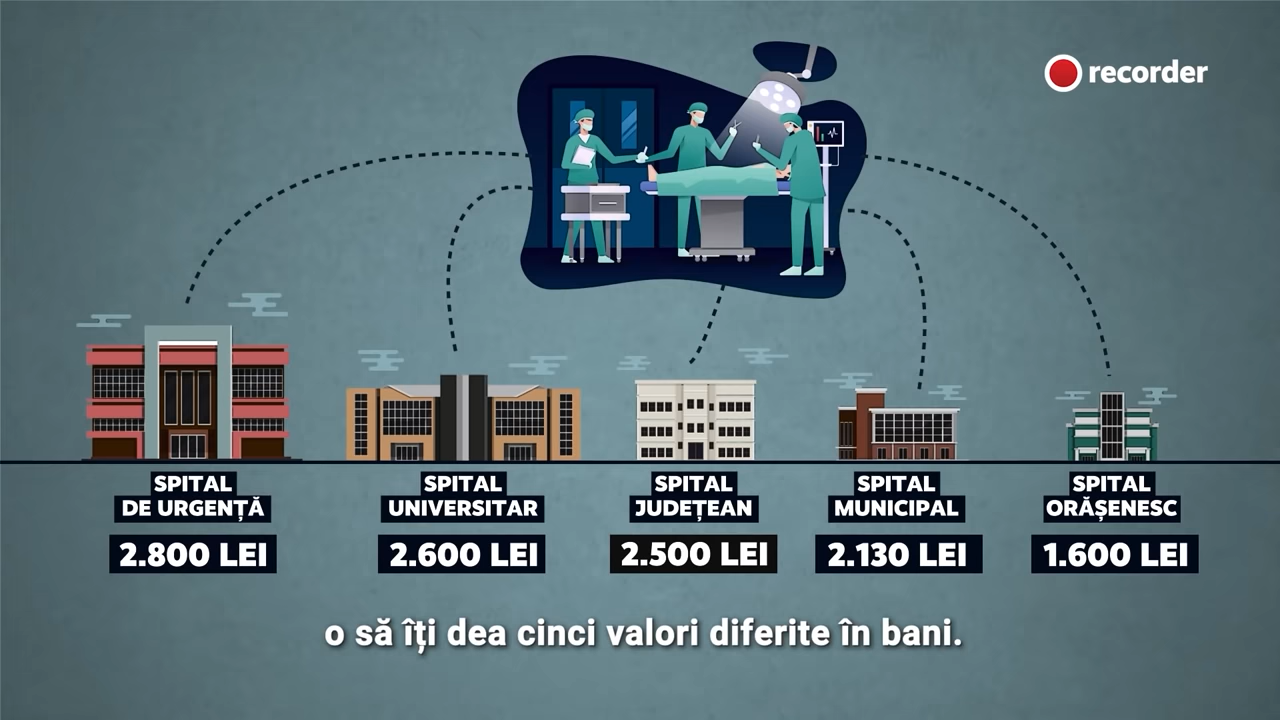 recorder
SPITAL
DE URGENȚĂ
2.800 LEI
SPITAL
UNIVERSITAR
2.600 LEI
SPITAL
JUDEȚEAN
2.500 LEI
SPITAL
MUNICIPAL
2.130 LEI
SPITAL
ORĂȘENESC
1.600 LEI
o să îți dea cinci valori diferite în bani.